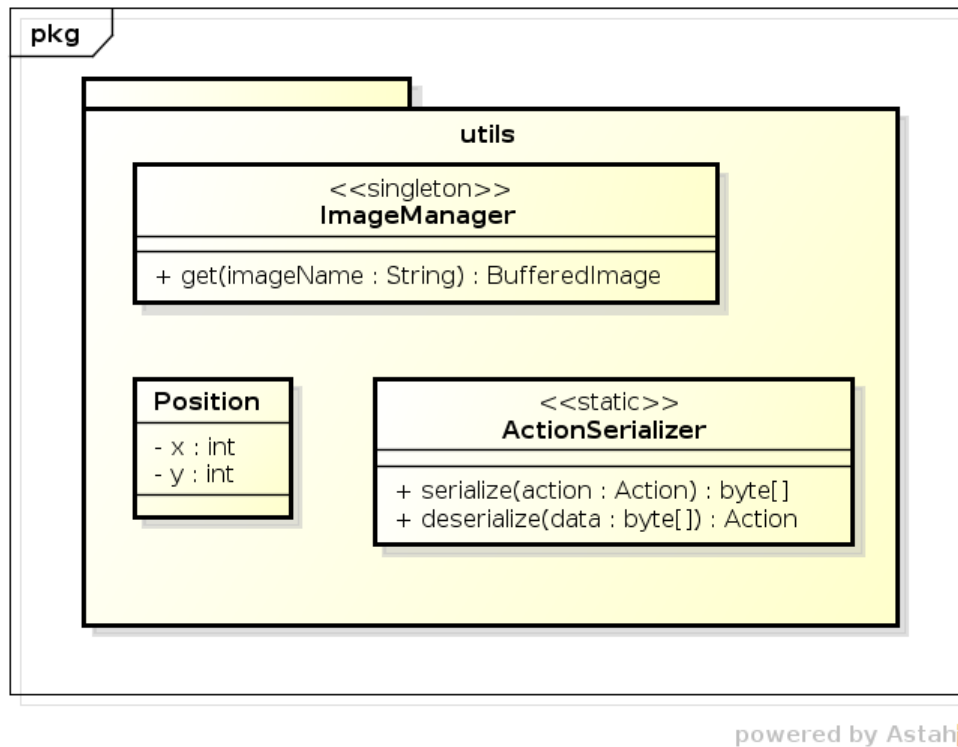 pkg
utils
<<singleton>>
ImageManager
+ get(imageName : String) : BufferedImage
Position
- x : int
- y : int
<<static>>
ActionSerializer
+ serialize(action : Action) : byte[]
+ deserialize(data : byte[]) : Action
powered by Astah